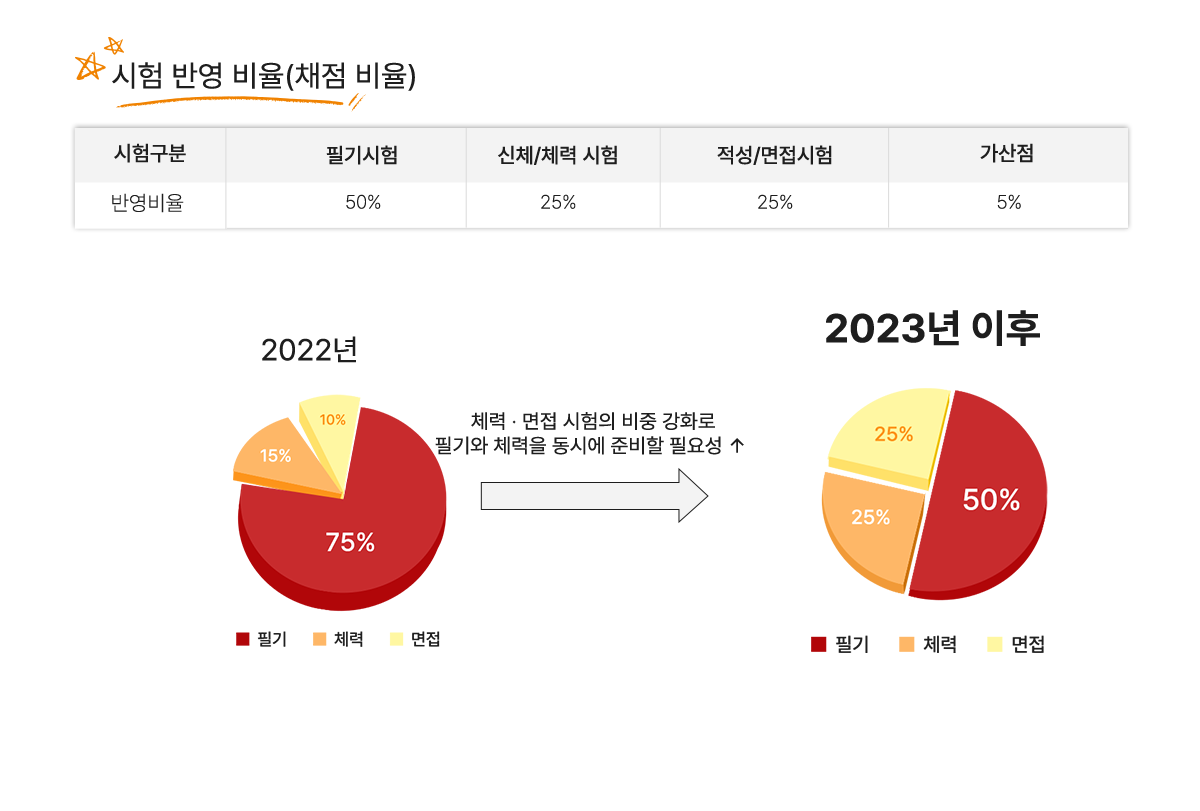 시험 반영 비율(채점 비율)
시험구분 필기시험 신체/체력 시험 적성/면접시험 가산점
반영비율 50% 25% 25% 5%
2022년
10%
15%
75%
필기 체력 면접
체력 · 면접 시험의 비중 강화로
필기와 체력을 동시에 준비할 필요성 ↑
2023년 이후
25%
25%
50%
필기 체력 면접